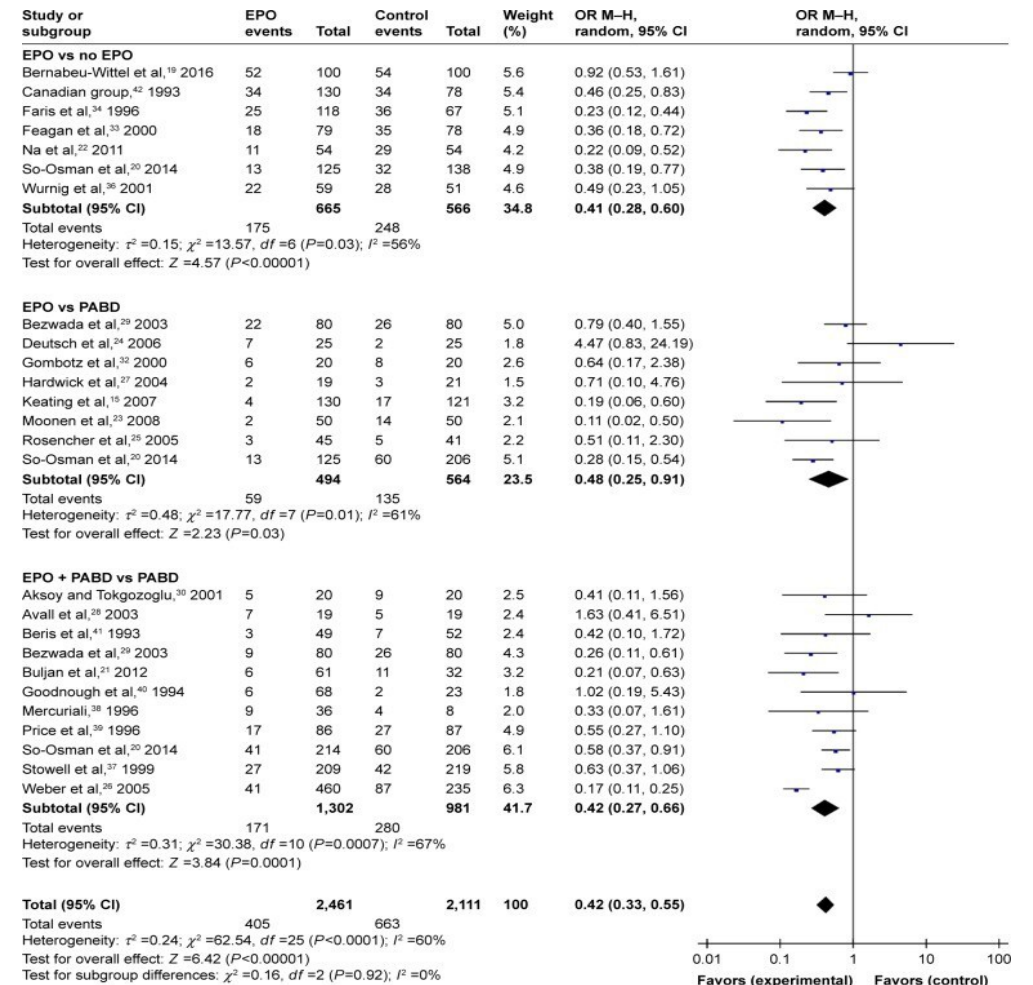 Study or subgroup EPO events Total Control events Total Weight (%) OR M–H, random, 95% CI OR M–H, random, 95% CI
EPO vs no EPO
Bernabeu-Wittel et al,¹⁹ 2016 52 100 54 100 5.6 0.92 (0.53, 1.61)
Canadian group,⁴² 1993 34 130 34 78 5.4 0.46 (0.25, 0.83)
Faris et al,³⁴ 1996 25 118 36 67 5.1 0.23 (0.12, 0.44)
Feagan et al,³³ 2000 18 79 35 78 4.9 0.36 (0.18, 0.72)
Na et al,²² 2011 11 54 29 54 4.1 0.22 (0.09, 0.52)
So-Osman et al,²⁰ 2014 13 125 32 138 4.9 0.38 (0.19, 0.77)
Wurnig et al,³⁶ 2001 22 59 28 51 4.6 0.49 (0.23, 1.05)
Subtotal (95% CI) 665 566 34.8 0.41 (0.28, 0.60)
Total events 175 248
Heterogeneity: τ² =0.15; χ² =13.57, df =6 (P=0.03); I² =56%
Test for overall effect: Z =4.57 (P<0.00001)
EPO vs PABD
Bezwada et al,²⁹ 2003 22 80 26 80 5.0 0.79 (0.40, 1.55)
Deutsch et al,²⁴ 2006 7 25 2 25 1.8 4.47 (0.83, 24.19)
Gombotz et al,³² 2000 6 20 8 20 2.6 0.64 (0.17, 2.38)
Hardwick et al,²⁷ 2004 2 19 3 21 1.5 0.71 (0.10, 4.76)
Keating et al,¹⁵ 2007 4 130 17 121 3.2 0.19 (0.06, 0.60)
Moonen et al,²³ 2008 2 50 14 50 2.1 0.11 (0.02, 0.50)
Rosencher et al,²⁵ 2005 3 45 5 41 2.2 0.51 (0.11, 2.30)
So-Osman et al,²⁰ 2014 13 125 60 206 5.1 0.28 (0.15, 0.54)
Subtotal (95% CI) 494 564 23.5 0.48 (0.25, 0.91)
Total events 59 135
Heterogeneity: τ² =0.48; χ² =17.77, df =7 (P=0.01); I² =61%
Test for overall effect: Z =2.23 (P=0.03)
EPO + PABD vs PABD
Aksoy and Tokgozoglu,³⁰ 2001 5 20 9 20 2.5 0.41 (0.11, 1.56)
Avall et al,²⁸ 2003 7 19 5 19 2.4 1.63 (0.41, 6.51)
Beris et al,⁴¹ 1993 3 49 7 52 2.4 0.42 (0.10, 1.72)
Bezwada et al,²⁹ 2003 9 80 26 80 4.3 0.26 (0.11, 0.61)
Buljan et al,²¹ 2012 6 61 11 32 3.2 0.21 (0.07, 0.63)
Goodnough et al,⁴⁰ 1994 6 68 2 23 1.8 1.02 (0.19, 5.43)
Mercuriali,³⁸ 1996 9 36 4 8 2.0 0.33 (0.07, 1.61)
Price et al,³⁹ 1996 17 86 27 87 4.9 0.55 (0.27, 1.10)
So-Osman et al,²⁰ 2014 41 214 60 206 6.1 0.58 (0.37, 0.91)
Stowell et al,³⁷ 1999 27 209 42 219 5.8 0.63 (0.37, 1.06)
Weber et al,²⁶ 2005 41 460 87 235 6.3 0.17 (0.11, 0.25)
Subtotal (95% CI) 1,302 981 41.7 0.42 (0.27, 0.66)
Total events 171 280
Heterogeneity: τ² =0.31; χ² =30.38, df =10 (P=0.0007); I² =67%
Test for overall effect: Z =3.84 (P=0.0001)
Total (95% CI) 2,461 2,111 100 0.42 (0.33, 0.55)
Total events 405 663
Heterogeneity: τ² =0.24; χ² =62.54, df =25 (P<0.0001); I² =60%
Test for overall effect: Z =6.42 (P<0.00001)
Test for subgroup differences: χ² =0.16, df =2 (P=0.92); I² =0%
0.01 0.1 1 10 100
Favors (experimental) Favors (control)